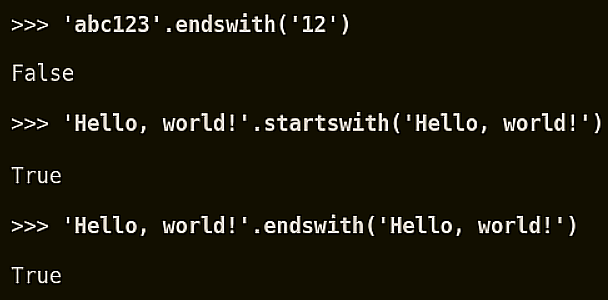 >>> 'abc123'.endswith('12')
False
>>> 'Hello, world!'.startswith('Hello, world!')
True
>>> 'Hello, world!'.endswith('Hello, world!')
True